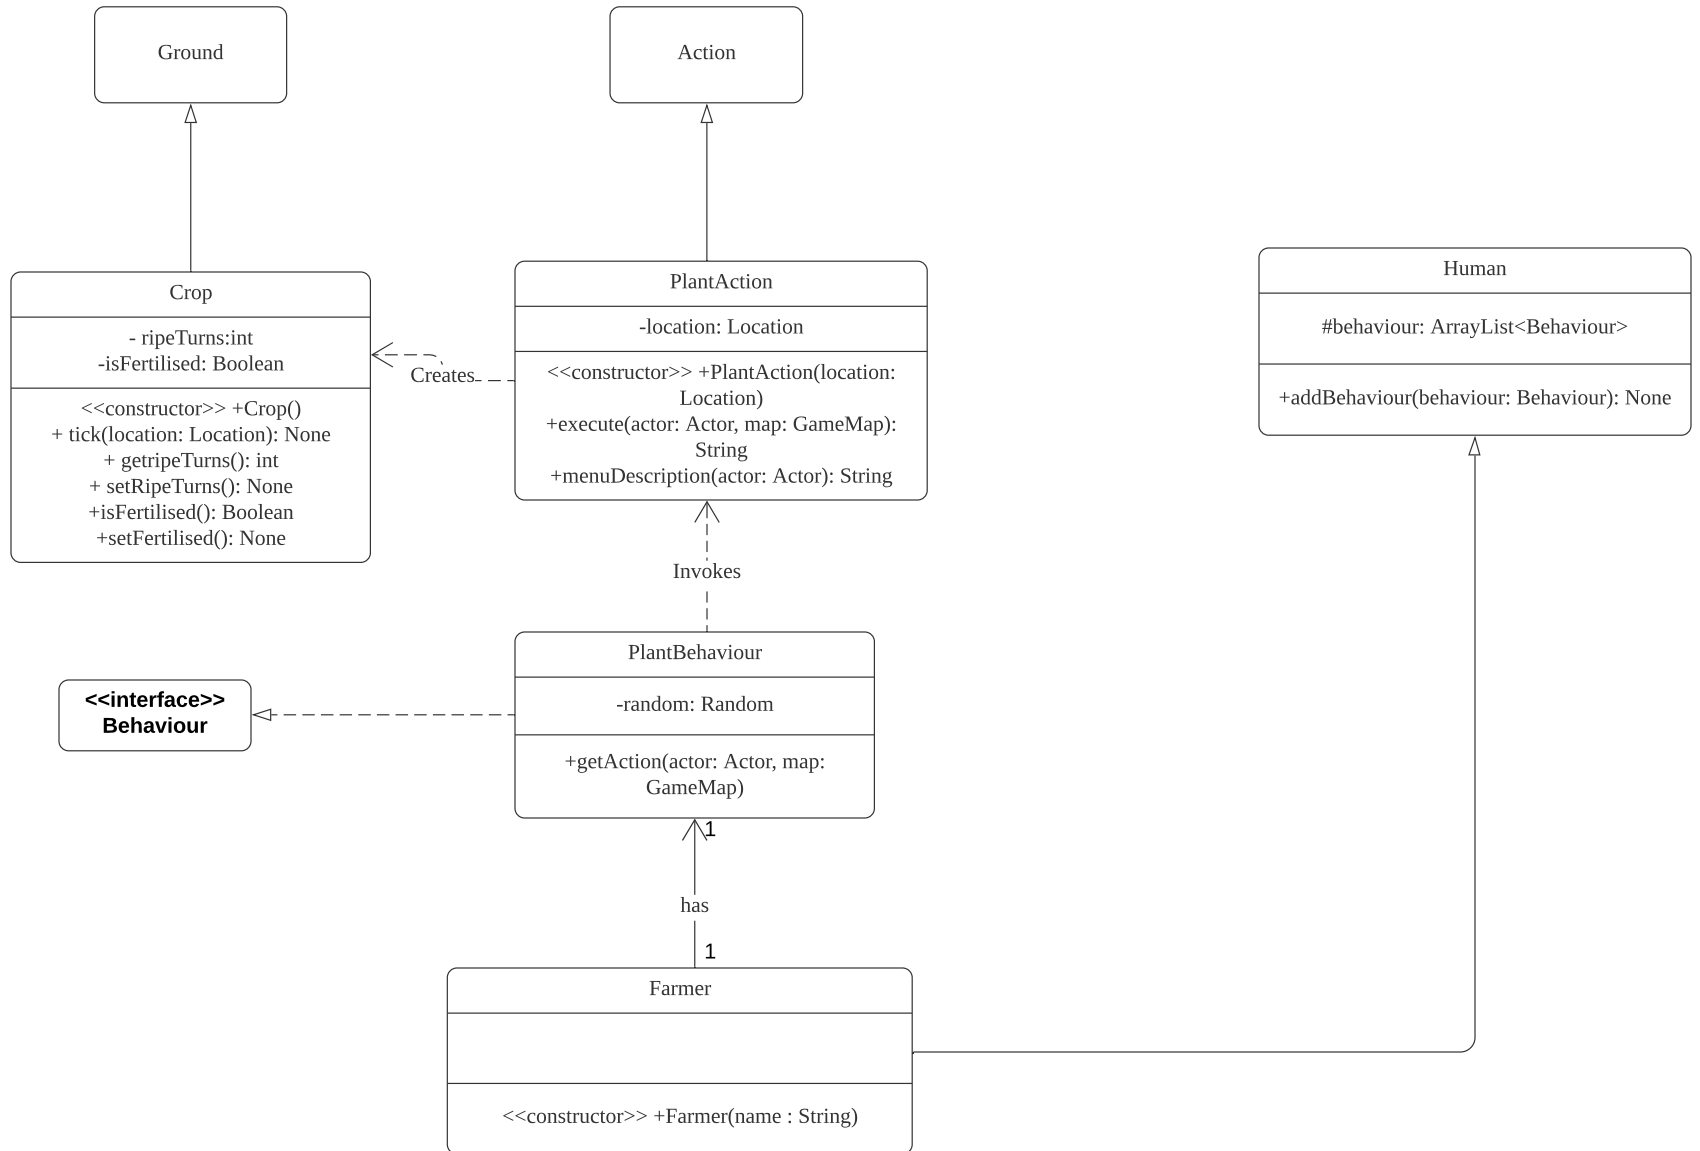 Ground
Action
Crop
- ripeTurns:int
-isFertilised: Boolean
<<constructor>> +Crop()
+ tick(location: Location): None
+ getripeTurns(): int
+ setRipeTurns(): None
+isFertilised(): Boolean
+setFertilised(): None
Creates
PlantAction
-location: Location
<<constructor>> +PlantAction(location:
Location)
+execute(actor: Actor, map: GameMap):
String
+menuDescription(actor: Actor): String
Human
#behaviour: ArrayList<Behaviour>
+addBehaviour(behaviour: Behaviour): None
Invokes
<<interface>>
Behaviour
PlantBehaviour
-random: Random
+getAction(actor: Actor, map:
GameMap)
1
has
1
Farmer
<<constructor>> +Farmer(name : String)